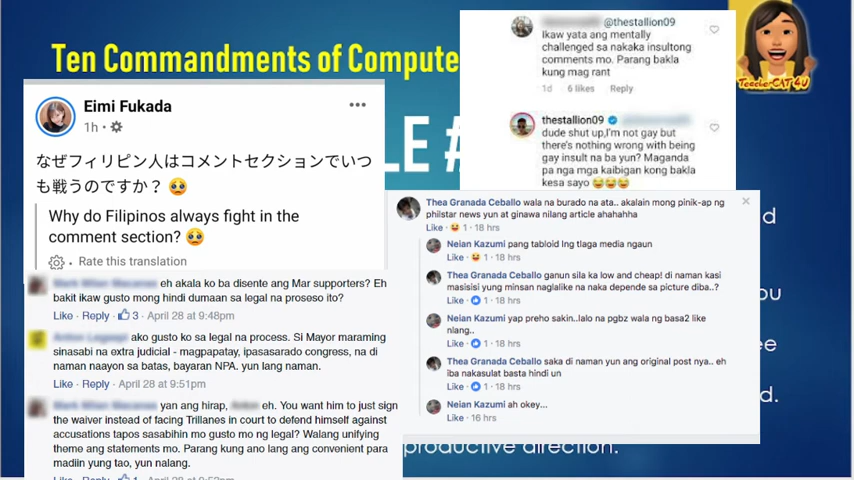 Ten Commandments of Compute
LE #
Eimi Fukada
1h
なぜフィリピン人はコメントセクションでいつ
も戦うのですか？ 🥺
Why do Filipinos always fight in the
comment section? 🥺
Rate this translation
@thestallion09
Ikaw yata ang mentally
challenged sa nakaka insultong
comments mo. Parang bakla
kung mag rant
1d 6 likes Reply
thestallion09
dude shut up,I'm not gay but
there's nothing wrong with being
gay insult na ba yun? Maganda
pa nga mga kaibigan kong bakla
kesa sayo 😂😂😂
TeacherCAT4U
Thea Granada Ceballo wala na burado na ata.. akalain mong pinik-ap ng
philstar news yun at ginawa nilang article ahahahha
Like · 1 · 18 hrs
Neian Kazumi pang tabloid lng tlaga media ngaun
Like · 1 · 18 hrs
Thea Granada Ceballo ganun sila ka low and cheap! di naman kasi
masisisi yung minsan naglalike na naka depende sa picture diba..?
Like · 1 · 18 hrs
Neian Kazumi yap preho sakin..lalo na pgbz wala ng basa2 like
nlang..
Like · 1 · 18 hrs
Thea Granada Ceballo saka di naman yun ang original post nya.. eh
iba nakasulat basta hindi un
Like · 1 · 18 hrs
Neian Kazumi ah okey...
Like · 16 hrs
eh akala ko ba disente ang Mar supporters? Eh
bakit ikaw gusto mong hindi dumaan sa legal na proseso ito?
Like · Reply · 3 · April 28 at 9:48pm
ako gusto ko sa legal na process. Si Mayor maraming
sinasabi na extra judicial - magpapatay, ipasasarado congress, na di
naman naayon sa batas, bayaran NPA. yun lang naman.
Like · Reply · April 28 at 9:51pm
yan ang hirap, eh. You want him to just sign
the waiver instead of facing Trillanes in court to defend himself against
accusations tapos sasabihin mo gusto mo ng legal? Walang unifying
theme ang statements mo. Parang kung ano lang ang convenient para
madiin yung tao, yun nalang.
d
ou
ee
d.
productive direction.